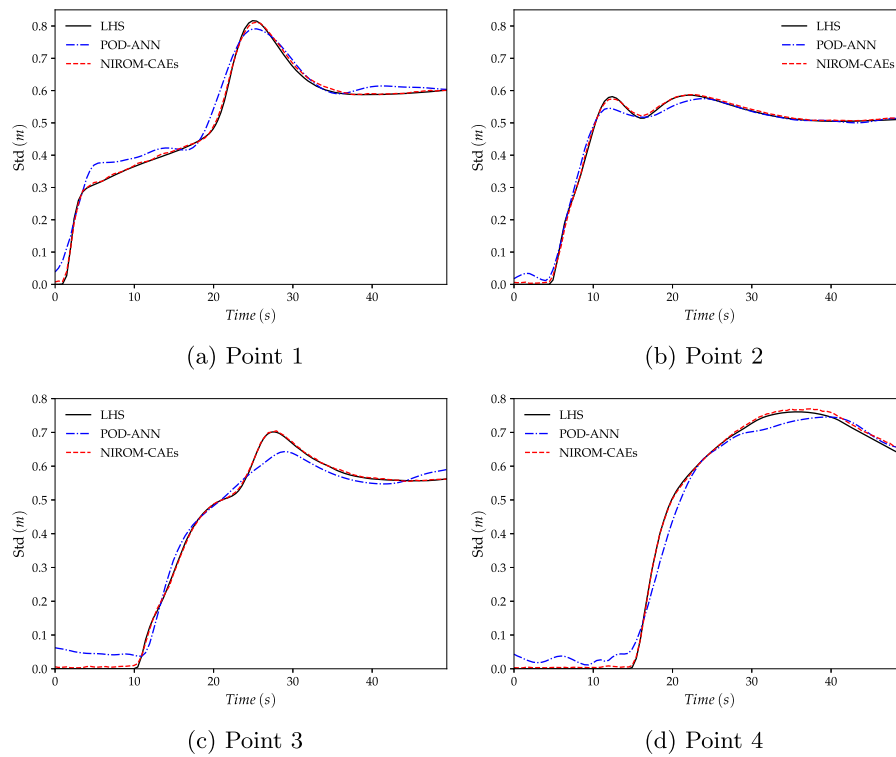 0.8
0.7
0.6
0.5
0.4
0.3
0.2
0.1
0.0
Std (m)
LHS
POD-ANN
NIROM-CAEs
0 10 20 30 40
Time (s)
(a) Point 1
0.8
0.7
0.6
0.5
0.4
0.3
0.2
0.1
0.0
Std (m)
LHS
POD-ANN
NIROM-CAEs
0 10 20 30 40
Time (s)
(b) Point 2
0.8
0.7
0.6
0.5
0.4
0.3
0.2
0.1
0.0
Std (m)
LHS
POD-ANN
NIROM-CAEs
0 10 20 30 40
Time (s)
(c) Point 3
0.8
0.7
0.6
0.5
0.4
0.3
0.2
0.1
0.0
Std (m)
LHS
POD-ANN
NIROM-CAEs
0 10 20 30 40
Time (s)
(d) Point 4